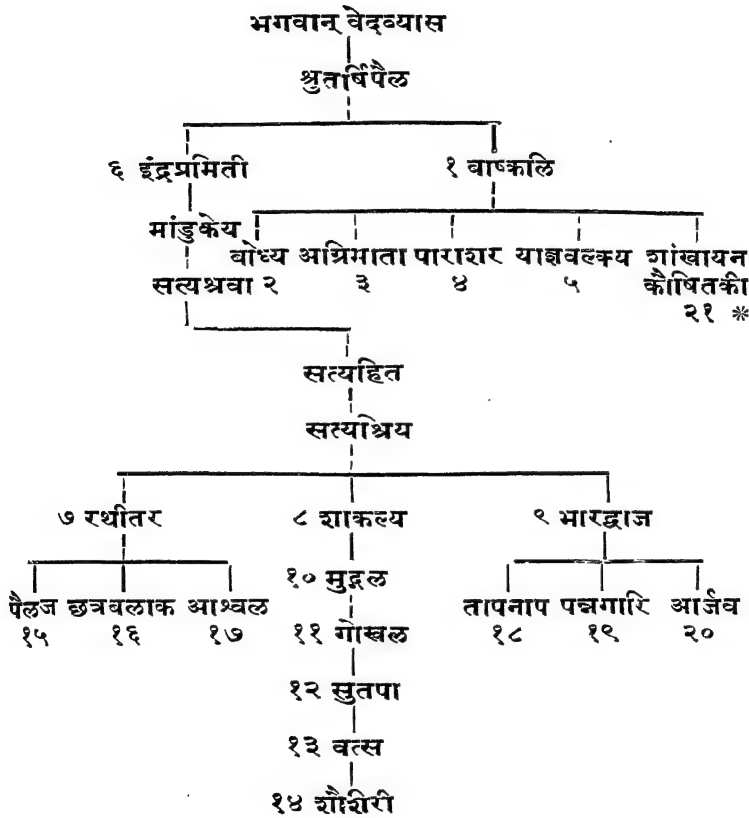 भगवान् वेदव्यास
श्रुतर्षिपैल
६ इंद्रप्रमिती १ बाष्कलि
मांडुकेय
बोध्य अग्निमाता पाराशर याज्ञवल्क्य शांखायन
सत्यश्रवा २ ३ ४ ५ कौषितकी
२१ *
सत्यहित
सत्यश्रिय
७ रथीतर ८ शाकल्य ९ भारद्वाज
१० मुद्गल
पैलज छत्रबलाक आश्वल तापनाप पन्नगारि आर्जव
१५ १६ १७ ११ गोखल १८ १९ २०
१२ सुतपा
१३ वत्स
१४ शौशिरी